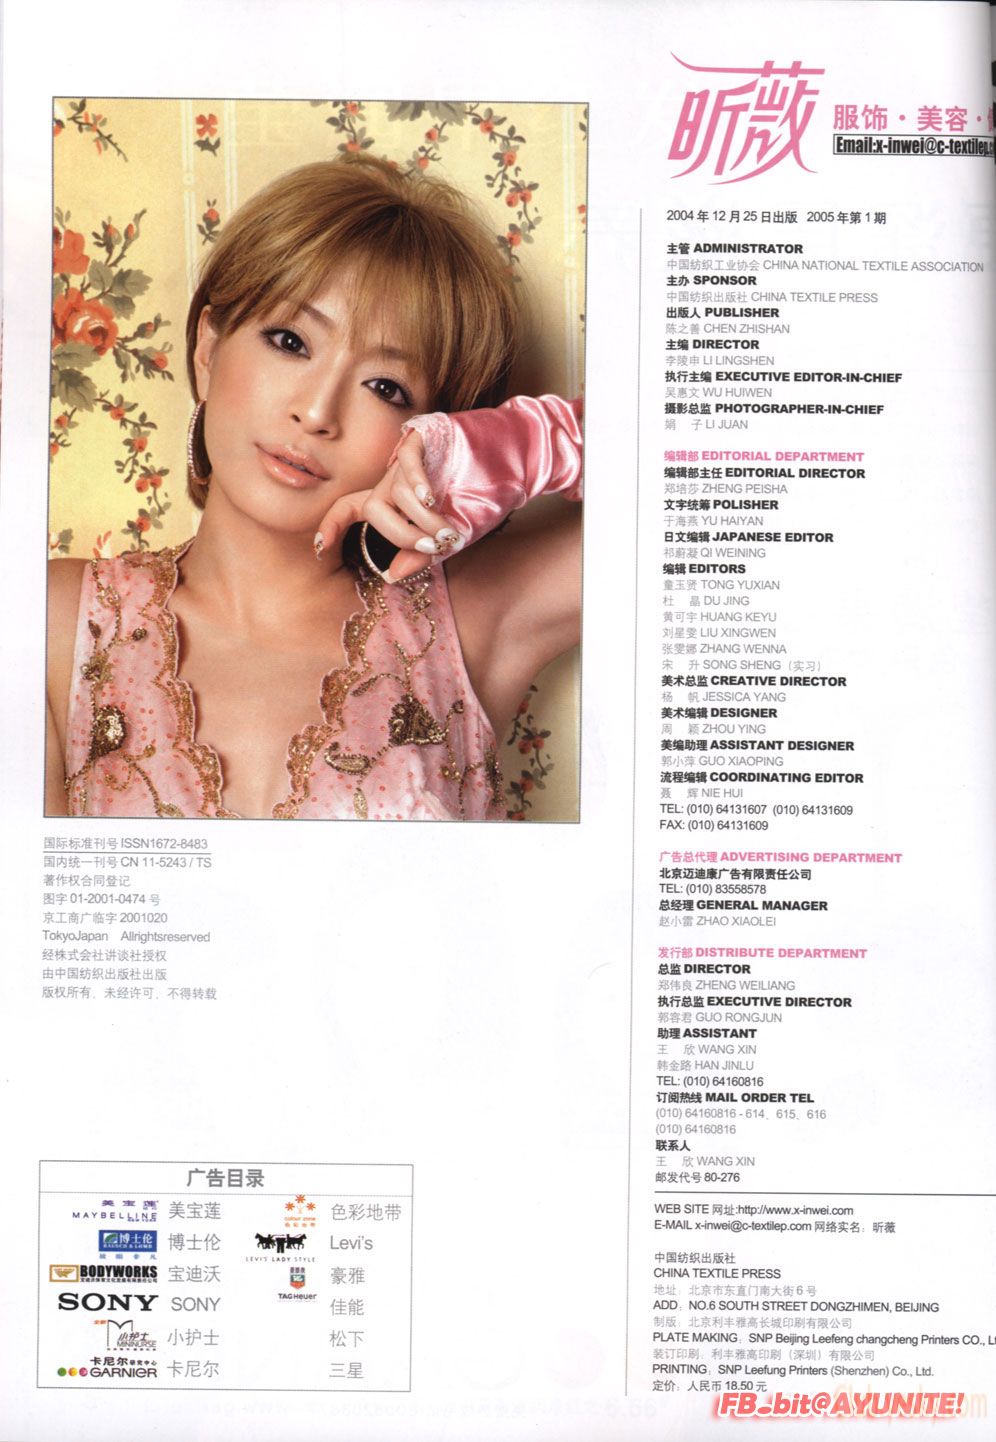 昕薇
服饰·美容·
Email:x-inwei@c-textilep.c
2004年12月25日出版 2005年第1期
主管 ADMINISTRATOR
中国纺织工业协会 CHINA NATIONAL TEXTILE ASSOCIATION
主办 SPONSOR
中国纺织出版社 CHINA TEXTILE PRESS
出版人 PUBLISHER
陈之善 CHEN ZHISHAN
主编 DIRECTOR
李陵申 LI LINGSHEN
执行主编 EXECUTIVE EDITOR-IN-CHIEF
吴惠文 WU HUIWEN
摄影总监 PHOTOGRAPHER-IN-CHIEF
娟 子 LI JUAN
编辑部 EDITORIAL DEPARTMENT
编辑部主任 EDITORIAL DIRECTOR
郑培莎 ZHENG PEISHA
文字统筹 POLISHER
于海燕 YU HAIYAN
日文编辑 JAPANESE EDITOR
祁蔚凝 QI WEINING
编辑 EDITORS
童玉贤 TONG YUXIAN
杜 晶 DU JING
黄可宇 HUANG KEYU
刘星雯 LIU XINGWEN
张雯娜 ZHANG WENNA
宋 升 SONG SHENG（实习）
美术总监 CREATIVE DIRECTOR
杨 帆 JESSICA YANG
美术编辑 DESIGNER
周 颖 ZHOU YING
美编助理 ASSISTANT DESIGNER
郭小萍 GUO XIAOPING
流程编辑 COORDINATING EDITOR
聂 辉 NIE HUI
TEL: (010) 64131607 (010) 64131609
FAX: (010) 64131609
广告总代理 ADVERTISING DEPARTMENT
北京迈迪康广告有限责任公司
TEL: (010) 83558578
总经理 GENERAL MANAGER
赵小雷 ZHAO XIAOLEI
发行部 DISTRIBUTE DEPARTMENT
总监 DIRECTOR
郑伟良 ZHENG WEILIANG
执行总监 EXECUTIVE DIRECTOR
郭容君 GUO RONGJUN
助理 ASSISTANT
王 欣 WANG XIN
韩金路 HAN JINLU
TEL: (010) 64160816
订阅热线 MAIL ORDER TEL
(010) 64160816 - 614、615、616
(010) 64160816
联系人
王 欣 WANG XIN
邮发代号 80-276
WEB SITE 网址:http://www.x-inwei.com
E-MAIL x-inwei@c-textilep.com 网络实名：昕薇
中国纺织出版社
CHINA TEXTILE PRESS
地址：北京市东直门南大街6号
ADD：NO.6 SOUTH STREET DONGZHIMEN, BEIJING
制版：北京利丰雅高长城印刷有限公司
PLATE MAKING：SNP Beijing Leefeng changcheng Printers CO., Lt
装订印刷：利丰雅高印刷（深圳）有限公司
PRINTING：SNP Leefung Printers (Shenzhen) Co., Ltd.
定价：人民币 18.50 元
国际标准刊号 ISSN1672-8483
国内统一刊号 CN 11-5243 / TS
著作权合同登记
图字 01-2001-0474 号
京工商广临字 2001020
TokyoJapan Allrightsreserved
经株式会社讲谈社授权
由中国纺织出版社出版
版权所有，未经许可，不得转载
广告目录
美宝莲 MAYBELLINE 美宝莲
色彩地带
博士伦 BAUSCH & LOMB 博士伦
LEVI'S LADY STYLE Levi's
BODYWORKS 宝迪沃
TAGHeuer 豪雅
SONY SONY
佳能
小护士 MININURSE 小护士
松下
卡尼尔研究中心 GARNIER 卡尼尔
三星
FB-bit@AYUNITE!